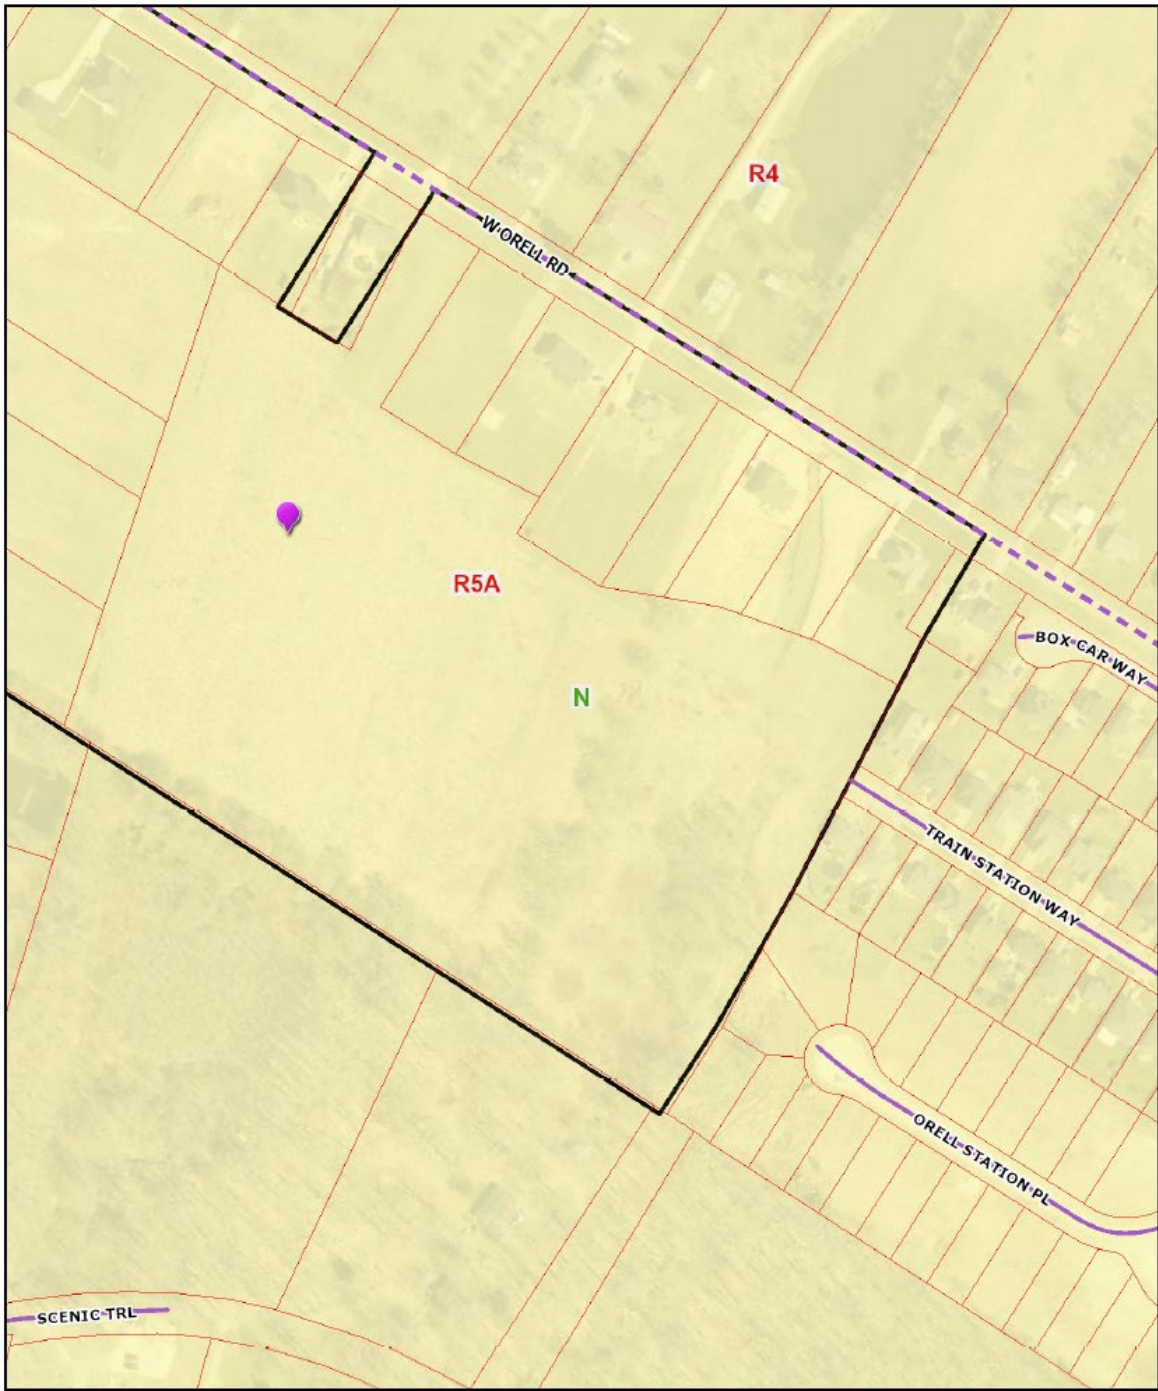 R4
W ORELL RD
R5A
BOX CAR WAY
N
TRAIN STATION WAY
ORELL STATION PL
SCENIC TRL